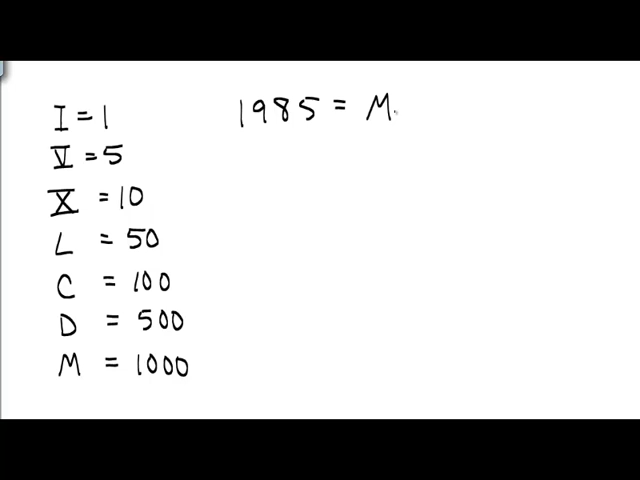 I = 1
1985 = M
V = 5
X = 10
L = 50
C = 100
D = 500
M = 1000